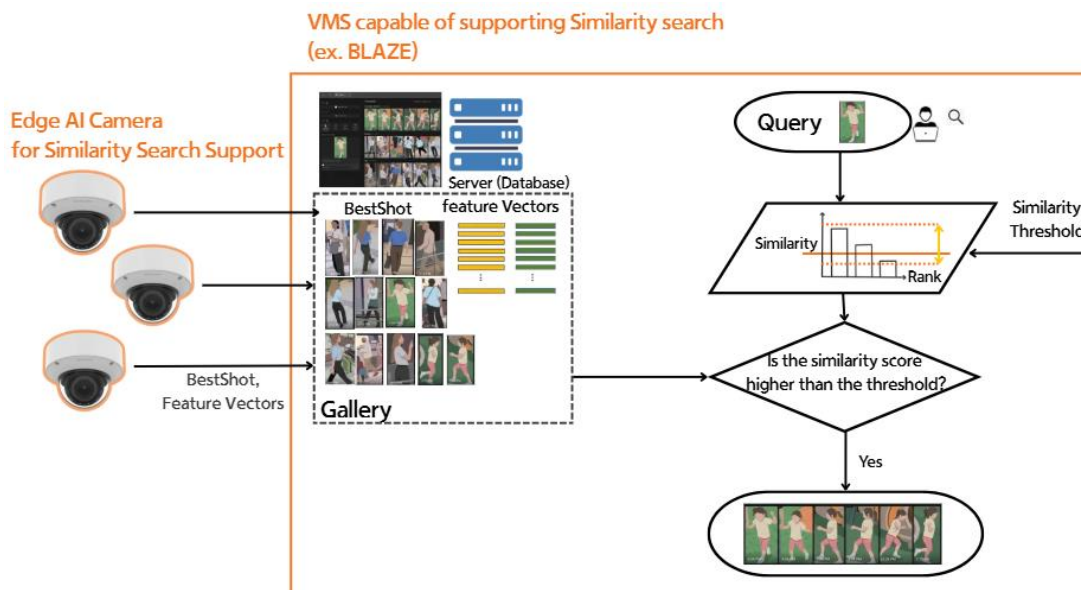 VMS capable of supporting Similarity search
(ex. BLAZE)
Edge AI Camera
for Similarity Search Support
Server (Database)
BestShot
feature Vectors
BestShot,
Feature Vectors
Gallery
Query
Similarity
Rank
Similarity
Threshold
Is the similarity score
higher than the threshold?
Yes